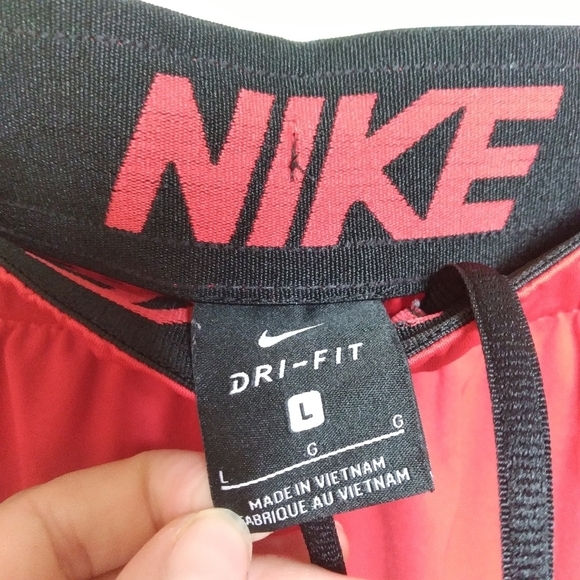 NIKE
DRI-FIT
L
G
L G
MADE IN VIETNAM
FABRIQUE AU VIETNAM